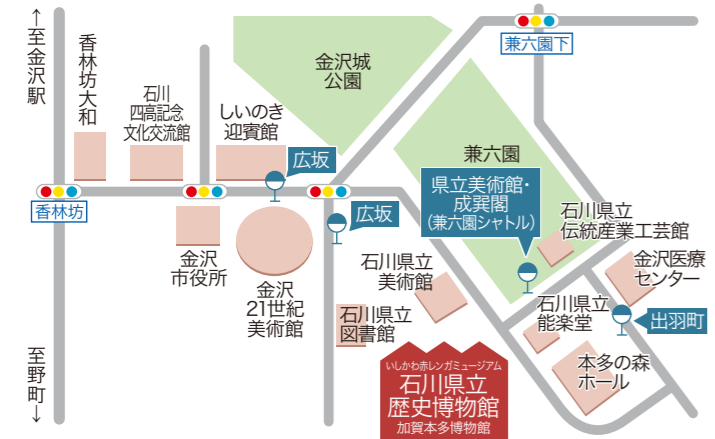 ↑至金沢駅
香林坊大和
石川
四高記念
文化交流館
しいのき
迎賓館
金沢城
公園
兼六園下
広坂
兼六園
県立美術館・
成巽閣
(兼六園シャトル)
石川県立
伝統産業工芸館
香林坊
広坂
金沢
市役所
金沢
21世紀
美術館
石川県立
美術館
金沢医療
センター
石川県立
図書館
石川県立
能楽堂
出羽町
本多の森
ホール
いしかわ赤レンガミュージアム
石川県立
歴史博物館
加賀本多博物館
至野町↓